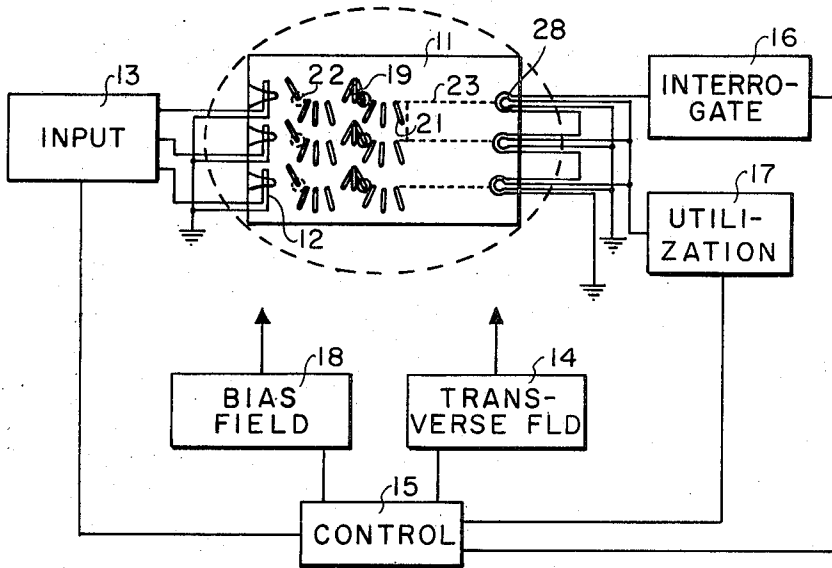 11
28
16
13
22
19
23
INTERRO-
GATE
INPUT
21
17
12
UTILI-
ZATION
18
14
BIAS
FIELD
TRANS-
VERSE FLD
15
CONTROL